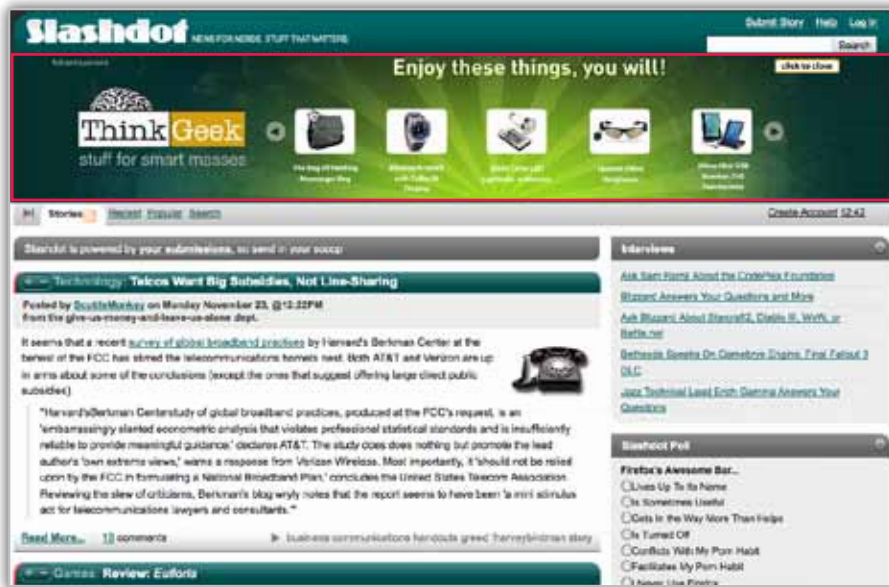 Slashdot NEWS FOR NERDS. STUFF THAT MATTERS.
Submit Story Help Log In
Search
Advertisement
Enjoy these things, you will!
click to close
ThinkGeek
stuff for smart masses
Messenger Bag
Stories Recent Popular Search
Create Account 12:42
Slashdot is powered by your submissions, so send in your scoop
Technology: Telcos Want Big Subsidies, Not Line-Sharing
Posted by ScuttleMonkey on Monday November 23, @12:22PM
from the give-us-money-and-leave-us-alone dept.
It seems that a recent survey of global broadband practices by Harvard's Berkman Center at the
behest of the FCC has stirred the telecommunications hornets nest. Both AT&T and Verizon are up
in arms about some of the conclusions (except the ones that suggest offering large direct public
subsidies).
"Harvard'sBerkman Centerstudy of global broadband practices, produced at the FCC's request, is an
'embarrassingly slanted econometric analysis that violates professional statistical standards and is insufficiently
reliable to provide meaningful guidance,' declares AT&T. The study does does nothing but promote the lead
author's 'own extreme views,' warns a response from Verizon Wireless. Most importantly, it 'should not be relied
upon by the FCC in formulating a National Broadband Plan,' concludes the United States Telecom Association.
Reviewing the slew of criticisms, Berkman's blog wryly notes that the report seems to have been 'a mini stimulus
act for telecommunications lawyers and consultants.'"
Read More... 13 comments
business communications handouts greed harveybirdman story
Games: Review: Euforia
Interviews
Ask Sam Ramji About the CodePlex Foundation
Blizzard Answers Your Questions and More
Ask Blizzard About Starcraft2, Diablo III, WoW, or
Battle.net
Bethesda Speaks On Gamebryo Engine, Final Fallout 3
DLC
Jazz Technical Lead Erich Gamma Answers Your
Questions
Slashdot Poll
Firefox's Awesome Bar...
Lives Up To Its Name
Is Sometimes Useful
Gets In the Way More Than Helps
Is Turned Off
Conflicts With My Porn Habit
Facilitates My Porn Habit
I Never Use Firefox